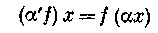 (α′f) x = f (αx)